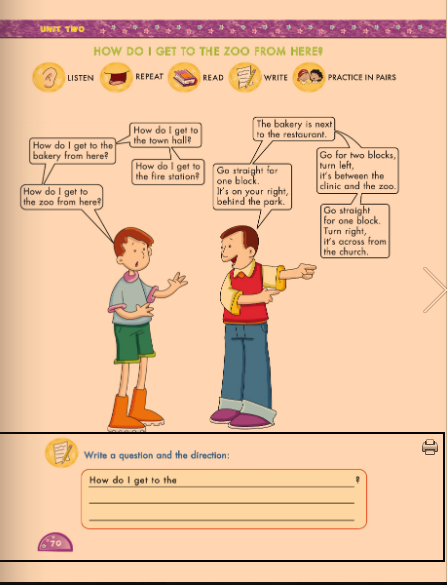 UNIT TWO
HOW DO I GET TO THE ZOO FROM HERE?
LISTEN
REPEAT
READ
WRITE
PRACTICE IN PAIRS
How do I get to the
bakery from here?
How do I get to
the town hall?
How do I get to
the fire station?
How do I get to
the zoo from here?
The bakery is next
to the restaurant.
Go straight for
one block.
It's on your right,
behind the park.
Go for two blocks,
turn left,
it's between the
clinic and the zoo.
Go straight
for one block.
Turn right,
it's across from
the church.
Write a question and the direction:
How do I get to the ?
70